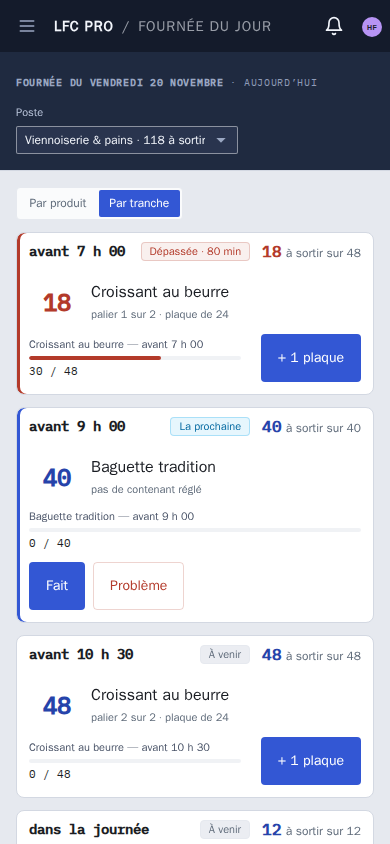 LFC PRO / FOURNÉE DU JOUR
HF
FOURNÉE DU VENDREDI 20 NOVEMBRE · AUJOURD'HUI
Poste
Viennoiserie & pains · 118 à sortir
Par produit
Par tranche
avant 7 h 00
Dépassée · 80 min
18 à sortir sur 48
18
Croissant au beurre
palier 1 sur 2 · plaque de 24
Croissant au beurre — avant 7 h 00
30 / 48
+ 1 plaque
avant 9 h 00
La prochaine
40 à sortir sur 40
40
Baguette tradition
pas de contenant réglé
Baguette tradition — avant 9 h 00
0 / 40
Fait
Problème
avant 10 h 30
À venir
48 à sortir sur 48
48
Croissant au beurre
palier 2 sur 2 · plaque de 24
Croissant au beurre — avant 10 h 30
0 / 48
+ 1 plaque
dans la journée
À venir
12 à sortir sur 12